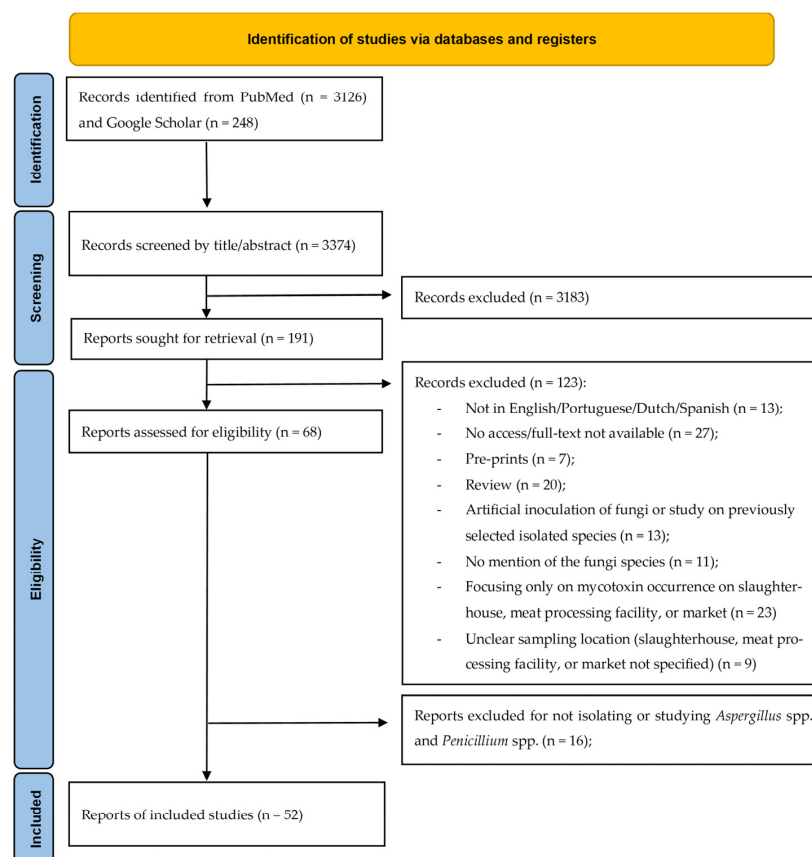 Identification of studies via databases and registers
Identification
Records identified from PubMed (n = 3126)
and Google Scholar (n = 248)
Screening
Records screened by title/abstract (n = 3374)
Records excluded (n = 3183)
Reports sought for retrieval (n = 191)
Eligibility
Records excluded (n = 123):
- Not in English/Portuguese/Dutch/Spanish (n = 13);
- No access/full-text not available (n = 27);
- Pre-prints (n = 7);
- Review (n = 20);
- Artificial inoculation of fungi or study on previously
selected isolated species (n = 13);
- No mention of the fungi species (n = 11);
- Focusing only on mycotoxin occurrence on slaughter-
house, meat processing facility, or market (n = 23)
- Unclear sampling location (slaughterhouse, meat pro-
cessing facility, or market not specified) (n = 9)
Reports assessed for eligibility (n = 68)
Reports excluded for not isolating or studying Aspergillus spp.
and Penicillium spp. (n = 16);
Included
Reports of included studies (n – 52)